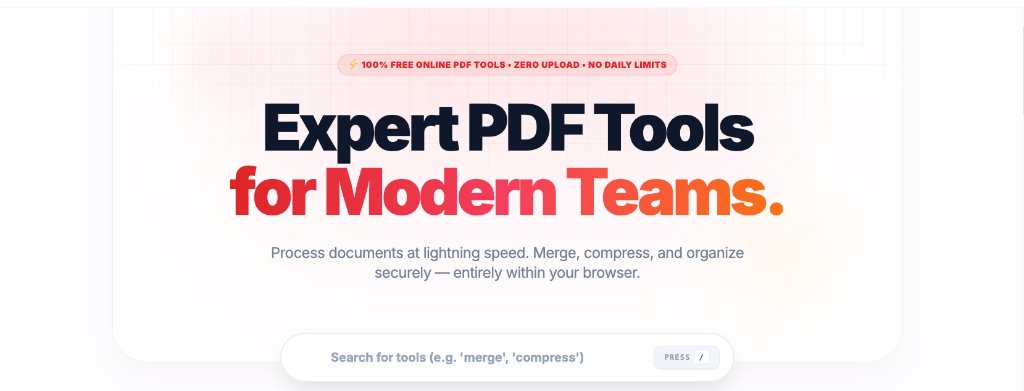 ⚡ 100% FREE ONLINE PDF TOOLS • ZERO UPLOAD • NO DAILY LIMITS
Expert PDF Tools
for Modern Teams.
Process documents at lightning speed. Merge, compress, and organize
securely — entirely within your browser.
Search for tools (e.g. 'merge', 'compress') PRESS /